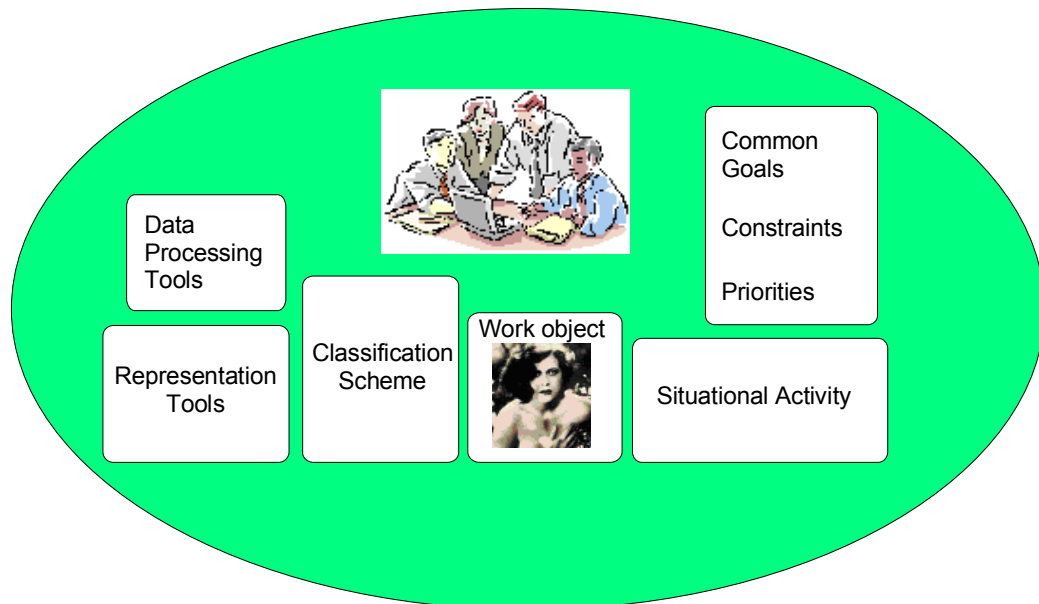 Data
Processing
Tools
Representation
Tools
Classification
Scheme
Work object
Common
Goals
Constraints
Priorities
Situational Activity